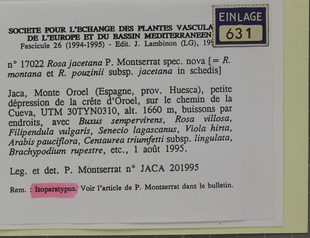 SOCIETE POUR L'ECHANGE DES PLANTES VASCULA
DE L'EUROPE ET DU BASSIN MEDITERRANEEN
Fascicule 26 (1994-1995) - Edit. J. Lambinon (LG), 19
EINLAGE
631
n° 17022 Rosa jacetana P. Montserrat spec. nova [= R.
montana et R. pouzinii subsp. jacetana in schedis]
Jaca, Monte Oroel (Espagne, prov. Huesca), petite
dépression de la crête d'Oroel, sur le chemin de la
Cueva, UTM 30TYN0310, alt. 1660 m, buissons par
endroits, avec Buxus sempervirens, Rosa villosa,
Filipendula vulgaris, Senecio lagascanus, Viola hirta,
Arabis pauciflora, Centaurea triumfetti subsp. lingulata,
Brachypodium rupestre, etc., 1 août 1995.
Leg. et det. P. Montserrat n° JACA 201995
Rem. : Isoparatypus. Voir l'article de P. Montserrat dans le bulletin.